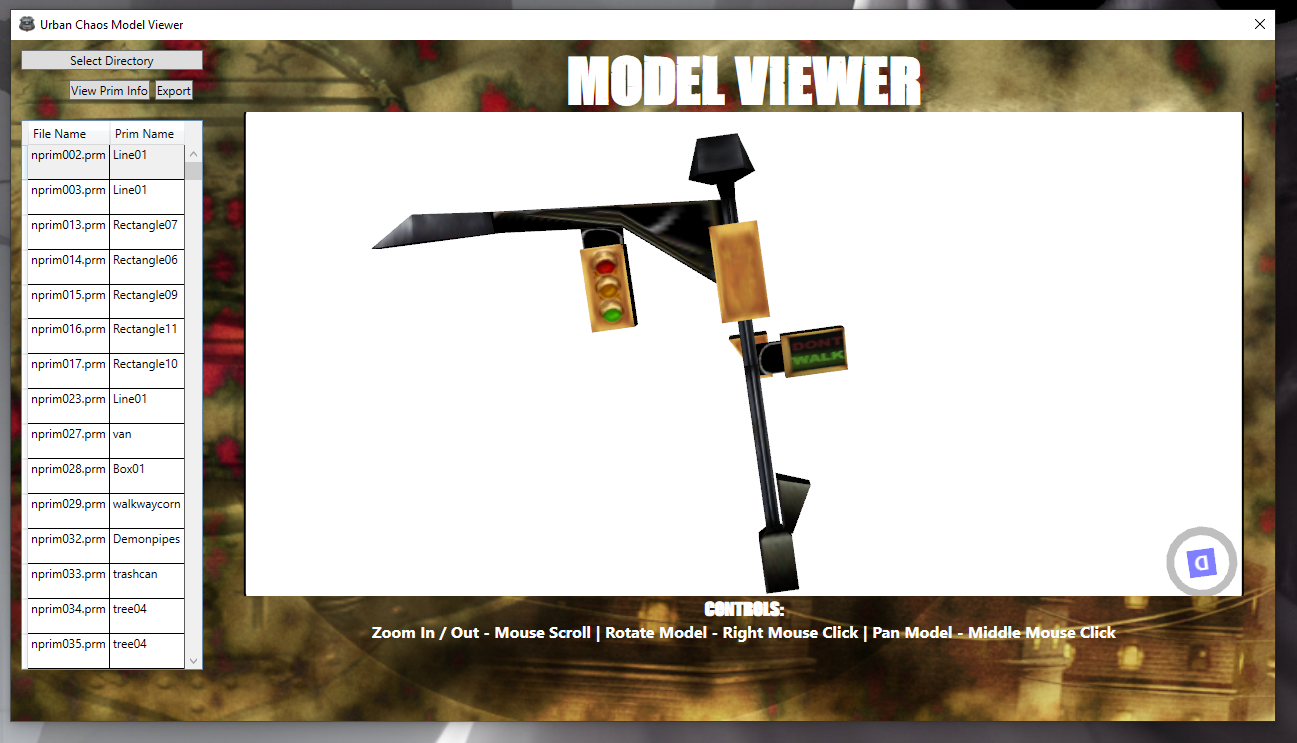 Urban Chaos Model Viewer
Select Directory
View Prim Info Export
MODEL VIEWER
File Name Prim Name
nprim002.prm Line01
nprim003.prm Line01
nprim013.prm Rectangle07
nprim014.prm Rectangle06
nprim015.prm Rectangle09
nprim016.prm Rectangle11
nprim017.prm Rectangle10
nprim023.prm Line01
nprim027.prm van
nprim028.prm Box01
nprim029.prm walkwaycorn
nprim032.prm Demonpipes
nprim033.prm trashcan
nprim034.prm tree04
nprim035.prm tree04
DONT
WALK
D
CONTROLS:
Zoom In / Out - Mouse Scroll | Rotate Model - Right Mouse Click | Pan Model - Middle Mouse Click